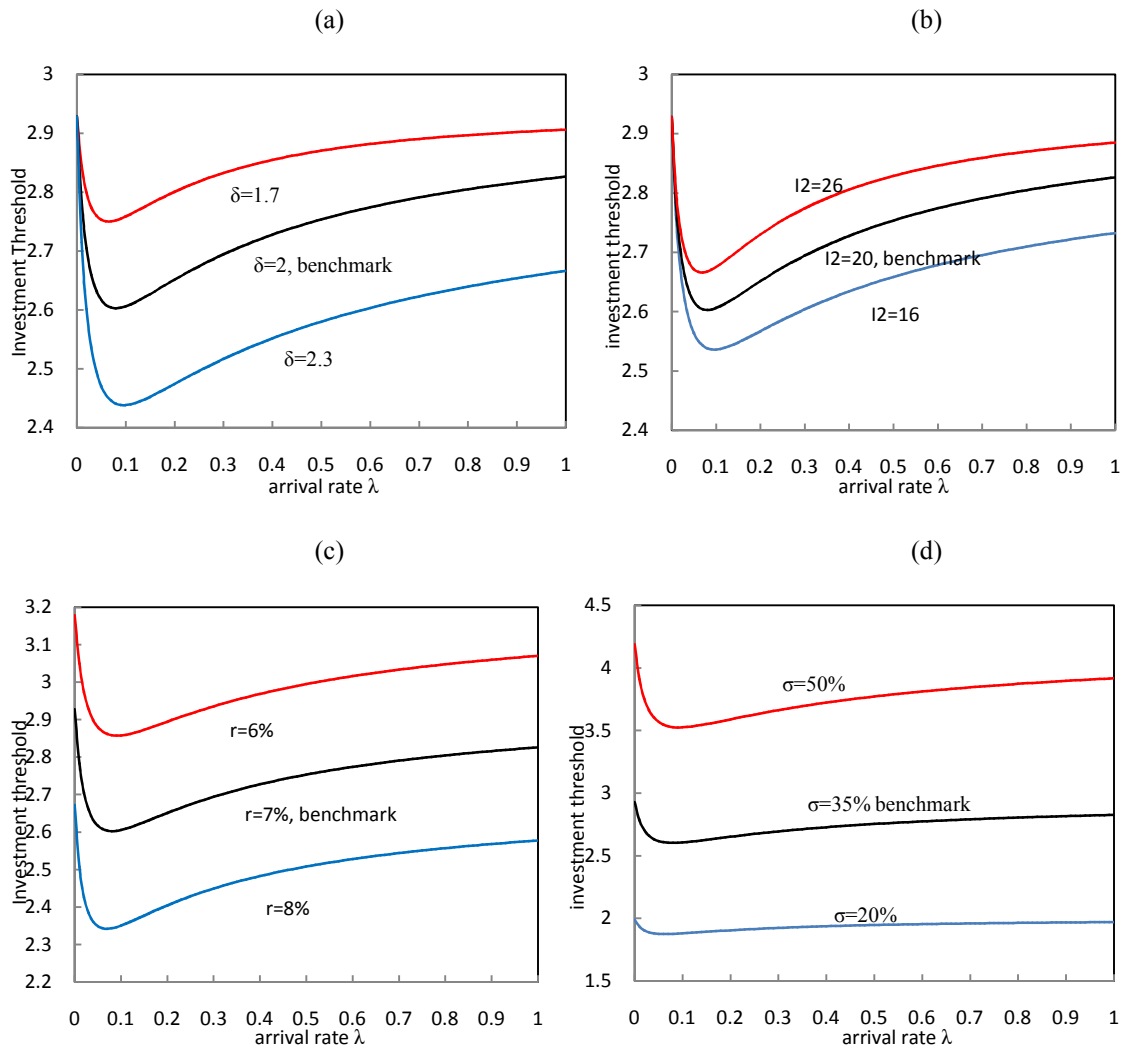 (a)
Investment Threshold
3
2.9
2.8
2.7
2.6
2.5
2.4
δ=1.7
δ=2, benchmark
δ=2.3
0 0.1 0.2 0.3 0.4 0.5 0.6 0.7 0.8 0.9 1
arrival rate λ
(b)
investment threshold
3
2.9
2.8
2.7
2.6
2.5
2.4
I2=26
I2=20, benchmark
I2=16
0 0.1 0.2 0.3 0.4 0.5 0.6 0.7 0.8 0.9 1
arrival rate λ
(c)
Investment threshold
3.2
3.1
3
2.9
2.8
2.7
2.6
2.5
2.4
2.3
2.2
r=6%
r=7%, benchmark
r=8%
0 0.1 0.2 0.3 0.4 0.5 0.6 0.7 0.8 0.9 1
arrival rate λ
(d)
investment threshold
4.5
4
3.5
3
2.5
2
1.5
σ=50%
σ=35% benchmark
σ=20%
0 0.1 0.2 0.3 0.4 0.5 0.6 0.7 0.8 0.9 1
arrival rate λ